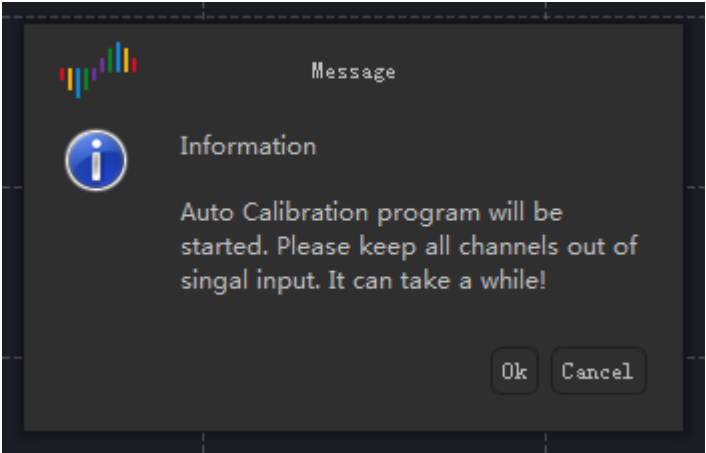 Message
Information
Auto Calibration program will be
started. Please keep all channels out of
singal input. It can take a while!
Ok
Cancel